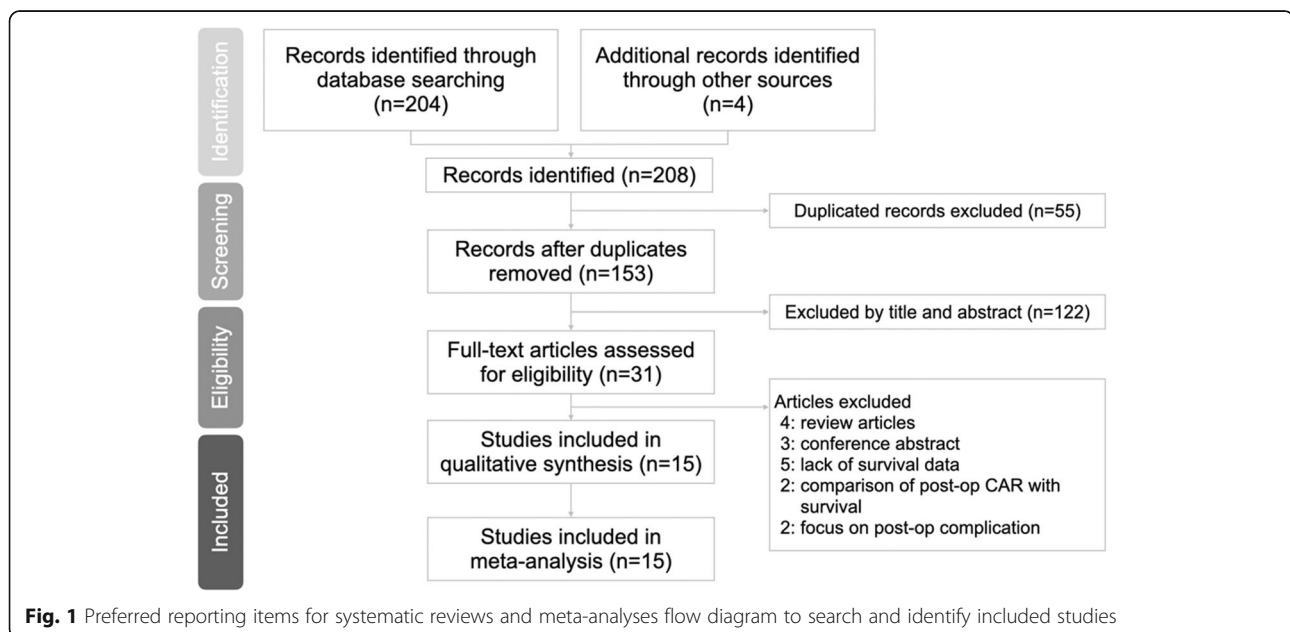 Identification
Records identified through
database searching
(n=204)
Additional records identified
through other sources
(n=4)
Records identified (n=208)
Screening
Duplicated records excluded (n=55)
Records after duplicates
removed (n=153)
Excluded by title and abstract (n=122)
Eligibility
Full-text articles assessed
for eligibility (n=31)
Articles excluded
4: review articles
3: conference abstract
5: lack of survival data
2: comparison of post-op CAR with
survival
2: focus on post-op complication
Included
Studies included in
qualitative synthesis (n=15)
Studies included in
meta-analysis (n=15)
Fig. 1 Preferred reporting items for systematic reviews and meta-analyses flow diagram to search and identify included studies